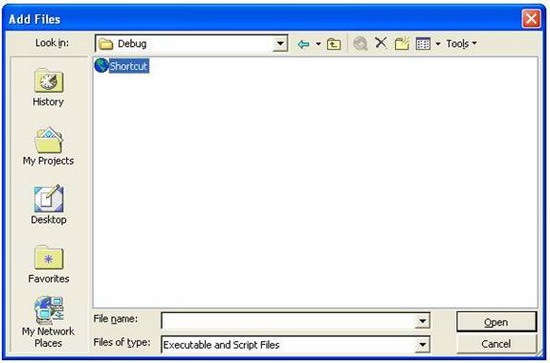 Add Files
Look in: Debug Tools
Shortcut
History
My Projects
Desktop
Favorites
My Network
Places
File name: Open
Files of type: Executable and Script Files Cancel